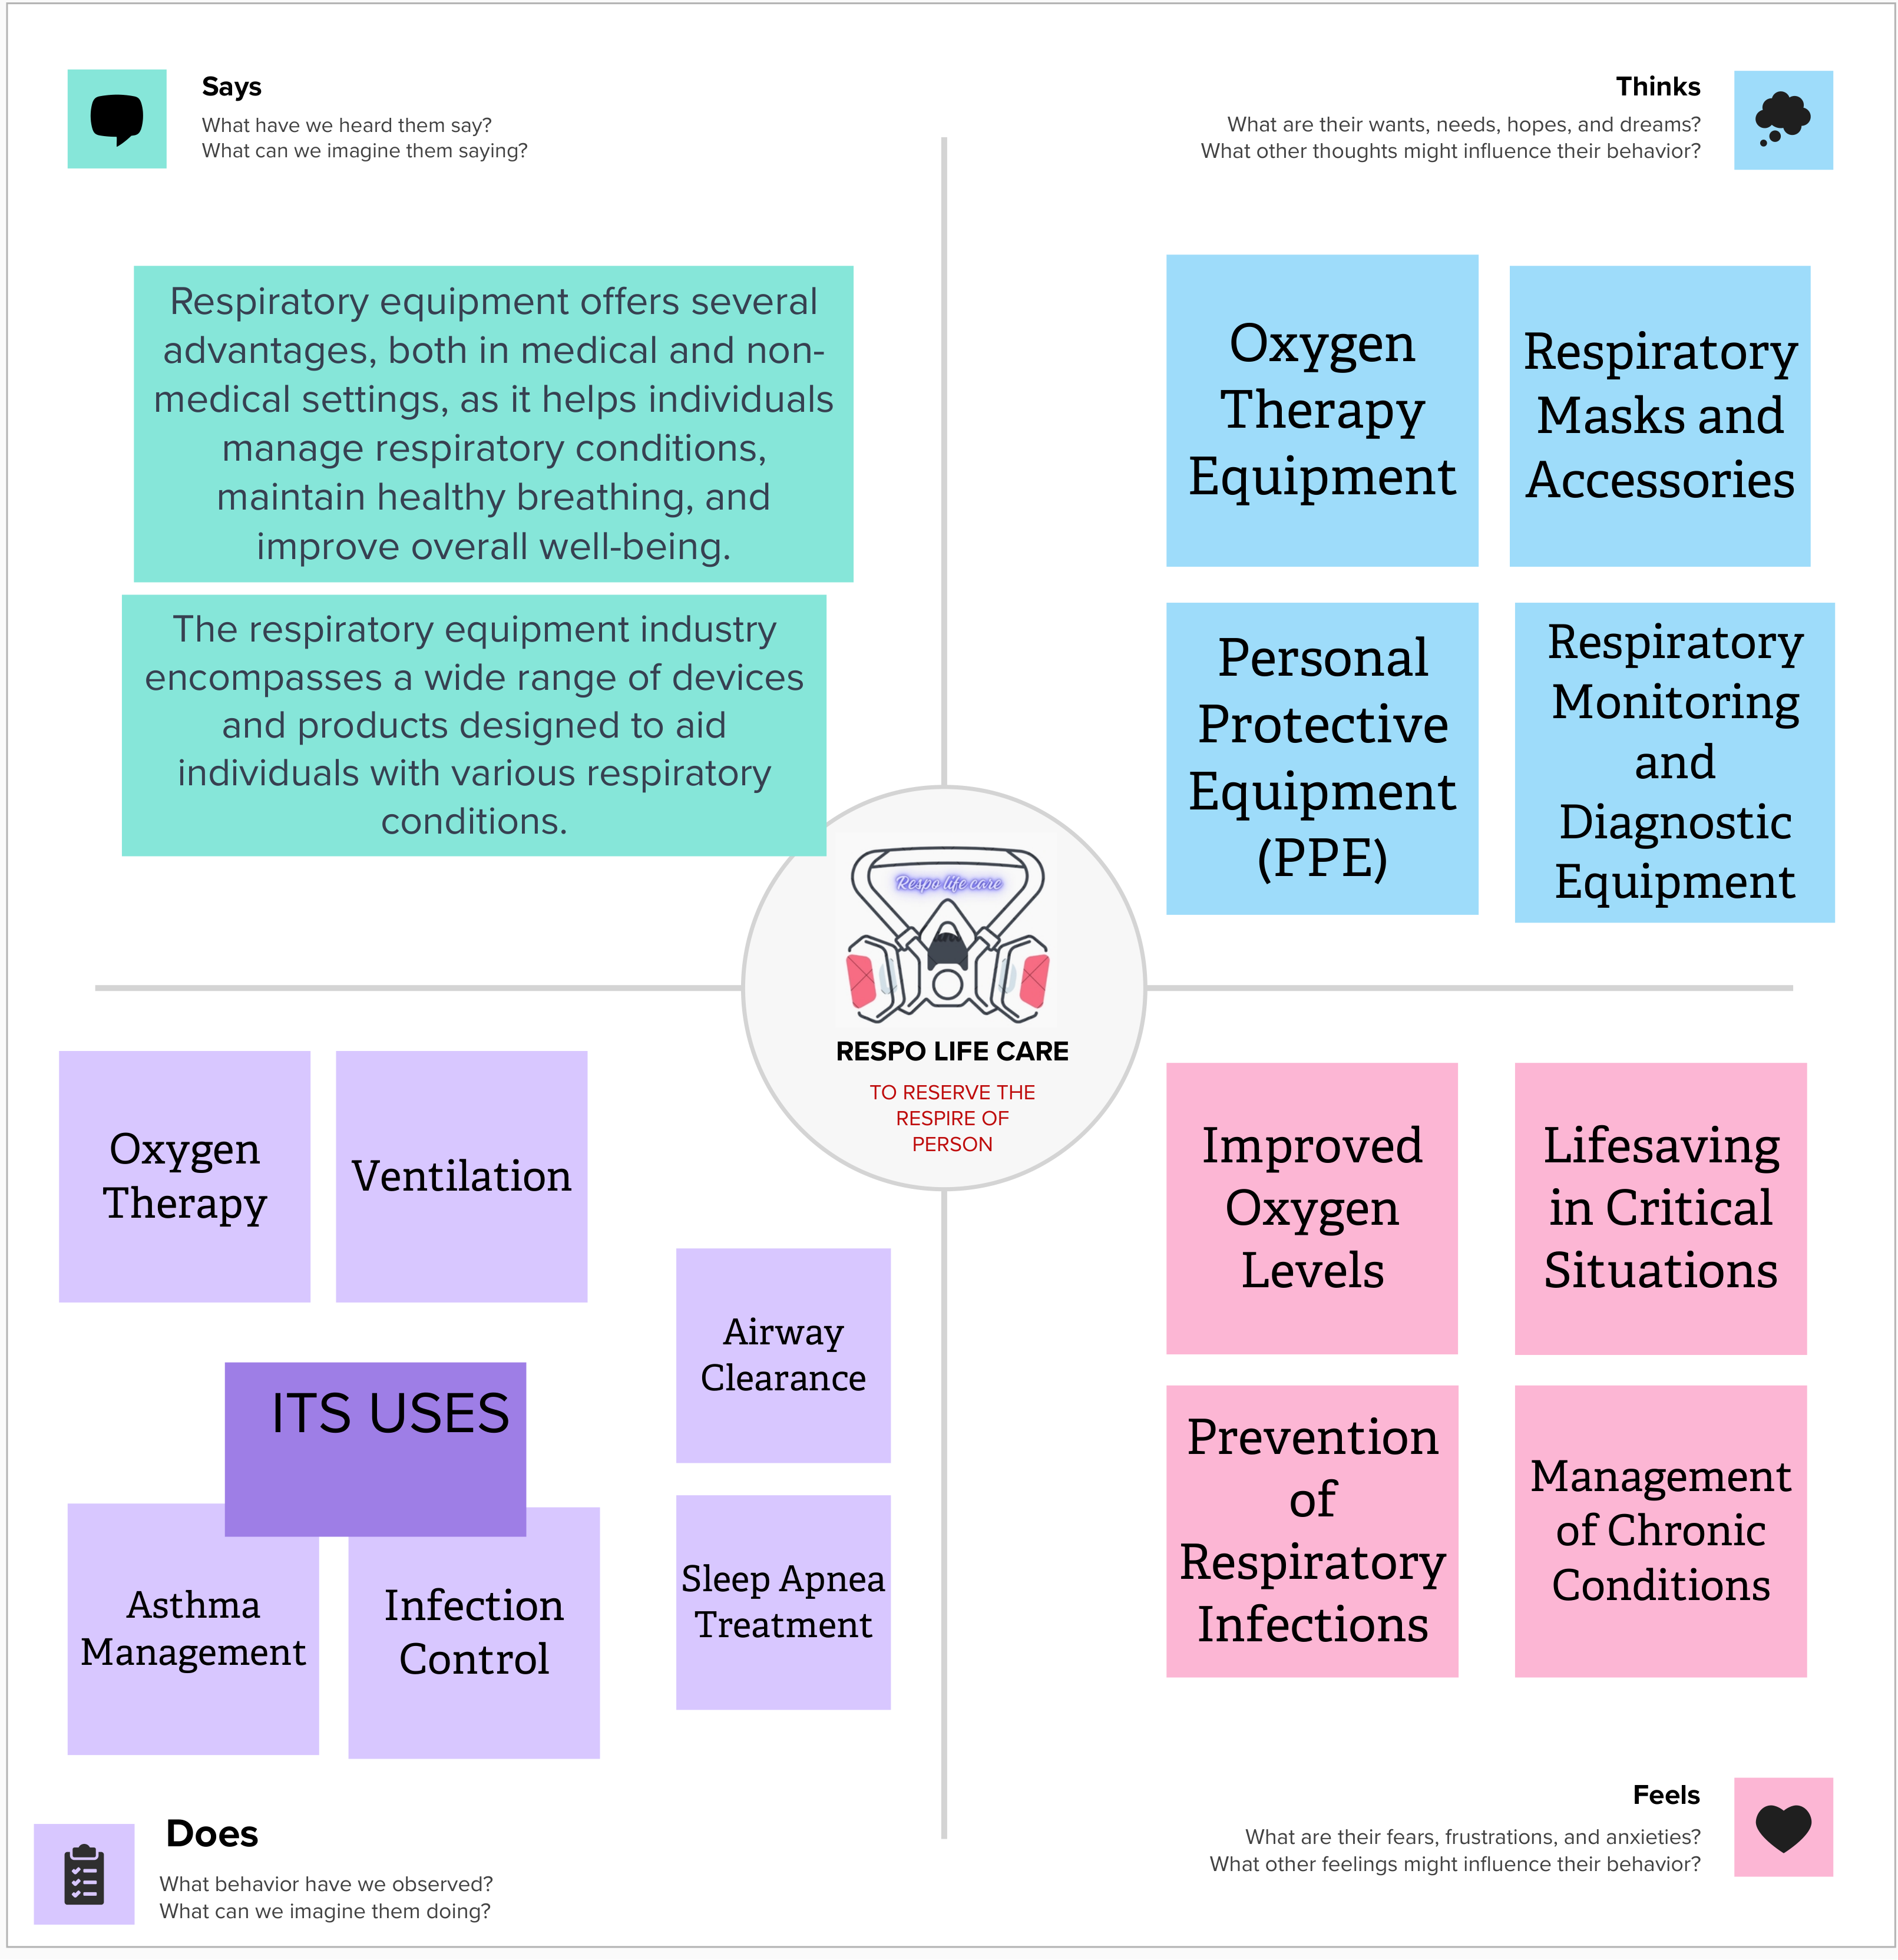 Says
What have we heard them say?
What can we imagine them saying?
Respiratory equipment offers several
advantages, both in medical and non-
medical settings, as it helps individuals
manage respiratory conditions,
maintain healthy breathing, and
improve overall well-being.
The respiratory equipment industry
encompasses a wide range of devices
and products designed to aid
individuals with various respiratory
conditions.
Thinks
What are their wants, needs, hopes, and dreams?
What other thoughts might influence their behavior?
Oxygen
Therapy
Equipment
Respiratory
Masks and
Accessories
Personal
Protective
Equipment
(PPE)
Respiratory
Monitoring
and
Diagnostic
Equipment
Respo life care
RESPO LIFE CARE
TO RESERVE THE
RESPIRE OF
PERSON
Oxygen
Therapy
Ventilation
Airway
Clearance
ITS USES
Asthma
Management
Infection
Control
Sleep Apnea
Treatment
Does
What behavior have we observed?
What can we imagine them doing?
Improved
Oxygen
Levels
Lifesaving
in Critical
Situations
Prevention
of
Respiratory
Infections
Management
of Chronic
Conditions
Feels
What are their fears, frustrations, and anxieties?
What other feelings might influence their behavior?